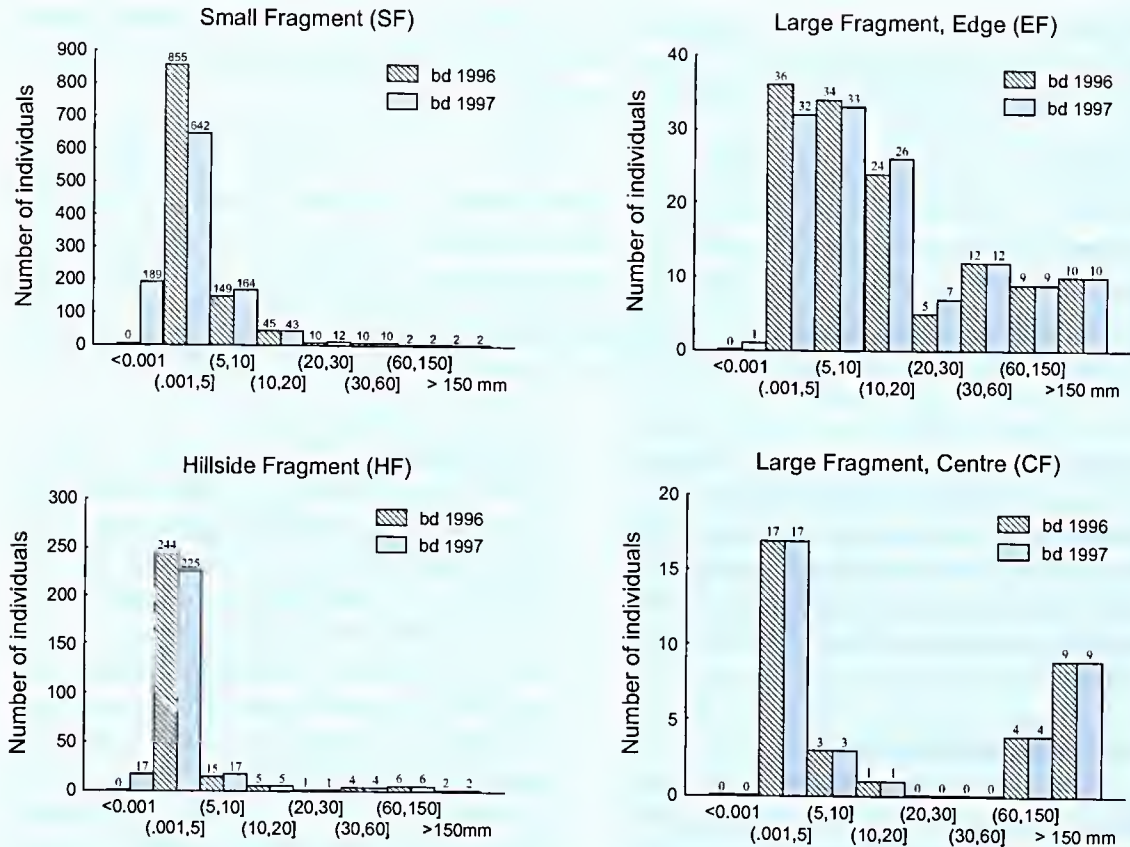 Small Fragment (SF)
Number of individuals
900
800
700
600
500
400
300
200
100
0
bd 1996
bd 1997
0 189 855 642 149 164 45 43 10 12 10 10 2 2 2 2
<0.001 (5,10] (20,30] (60,150]
(.001,5] (10,20] (30,60] > 150 mm
Large Fragment, Edge (EF)
Number of individuals
40
30
20
10
0
bd 1996
bd 1997
0 1 36 32 34 33 24 26 5 7 12 12 9 9 10 10
<0.001 (5,10] (20,30] (60,150]
(.001,5] (10,20] (30,60] >150 mm
Hillside Fragment (HF)
Number of individuals
300
250
200
150
100
50
0
bd 1996
bd 1997
0 17 244 225 15 17 5 5 1 1 4 4 6 6 2 2
<0.001 (5,10] (20,30] (60,150]
(.001,5] (10,20] (30,60] >150mm
Large Fragment, Centre (CF)
Number of individuals
20
15
10
5
0
bd 1996
bd 1997
0 0 17 17 3 3 1 1 0 0 0 0 4 4 9 9
<0.001 (5,10] (20,30] (60,150]
(.001,5] (10,20] (30,60] > 150 mm